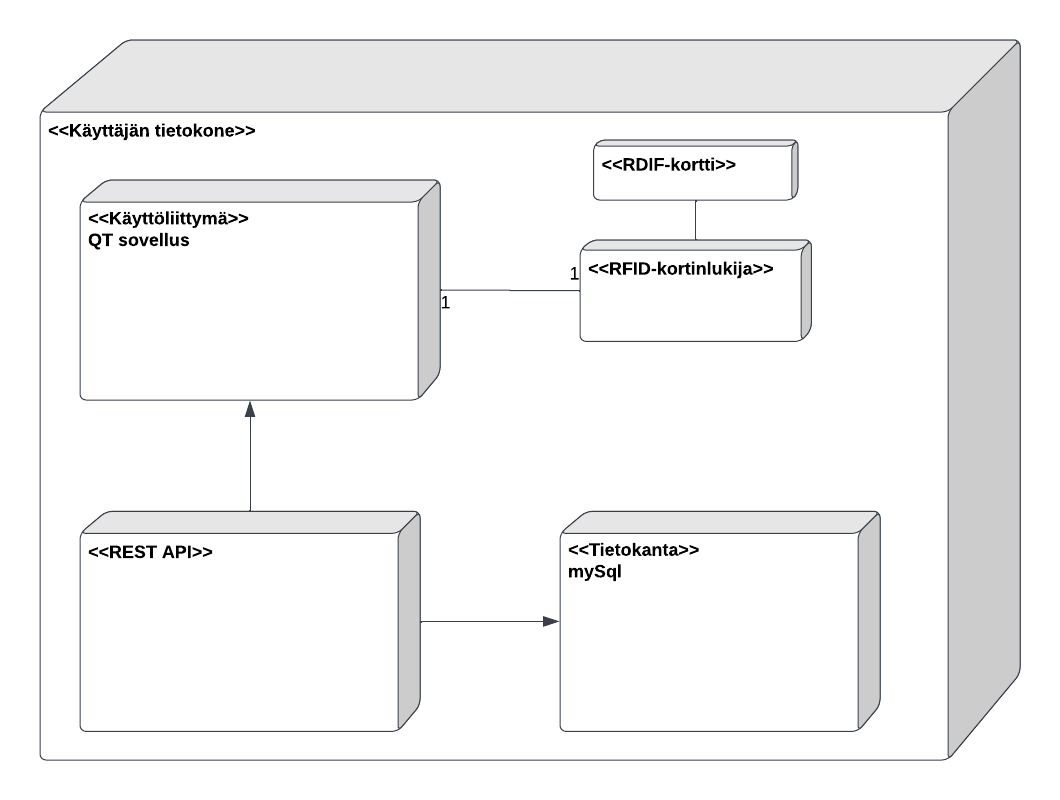 <<Käyttäjän tietokone>>
<<RDIF-kortti>>
<<Käyttöliittymä>>
QT sovellus
1
<<RFID-kortinlukija>>
1
<<REST API>>
<<Tietokanta>>
mySql